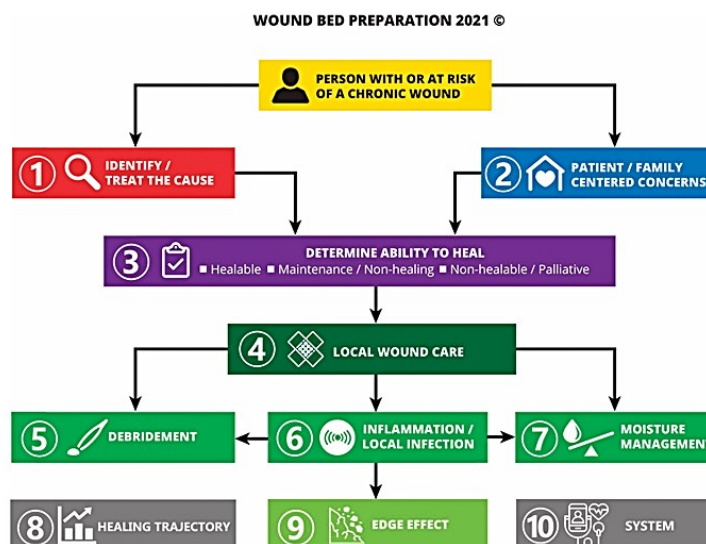 WOUND BED PREPARATION 2021 ©
PERSON WITH OR AT RISK
OF A CHRONIC WOUND
1 IDENTIFY /
TREAT THE CAUSE
2 PATIENT / FAMILY
CENTERED CONCERNS
3 DETERMINE ABILITY TO HEAL
■ Healable ■ Maintenance / Non-healing ■ Non-healable / Palliative
4 LOCAL WOUND CARE
5 DEBRIDEMENT
6 INFLAMMATION /
LOCAL INFECTION
7 MOISTURE
MANAGEMENT
8 HEALING TRAJECTORY
9 EDGE EFFECT
10 SYSTEM